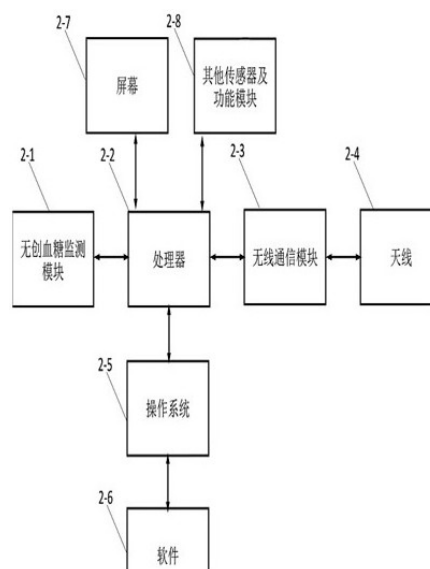 2-7
2-8
屏幕
其他传感器及
功能模块
2-1
2-2
2-3
2-4
无创血糖监测
模块
处理器
无线通信模块
天线
2-5
操作系统
2-6
软件